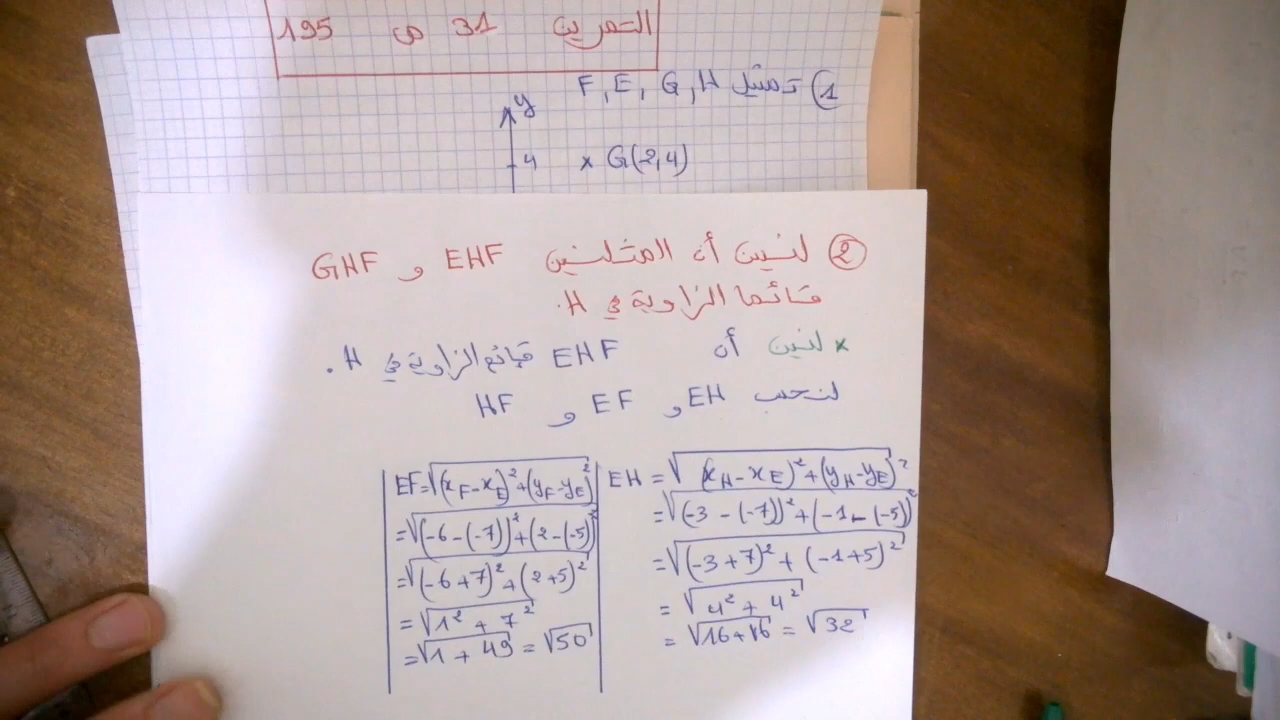 التمرين 31 ص 195
1) تمثيل F, E, G, H
y
4
× G(2,4)
② لنبين أن المثلثين EHF و GHF
قائما الزاوية في H.
× لنبين أن EHF قائم الزاوية في H.
لنحسب EH و EF و HF
EH = √(x_H - x_E)² + (y_H - y_E)²
= √(-3 - (-7))² + (-1 - (-5))²
= √(-3+7)² + (-1+5)²
= √4² + 4²
= √16+16 = √32
EF = √(x_F - x_E)² + (y_F - y_E)²
= √(-6 - (-7))² + (2 - (-5))²
= √(-6+7)² + (2+5)²
= √1² + 7²
= √1 + 49 = √50